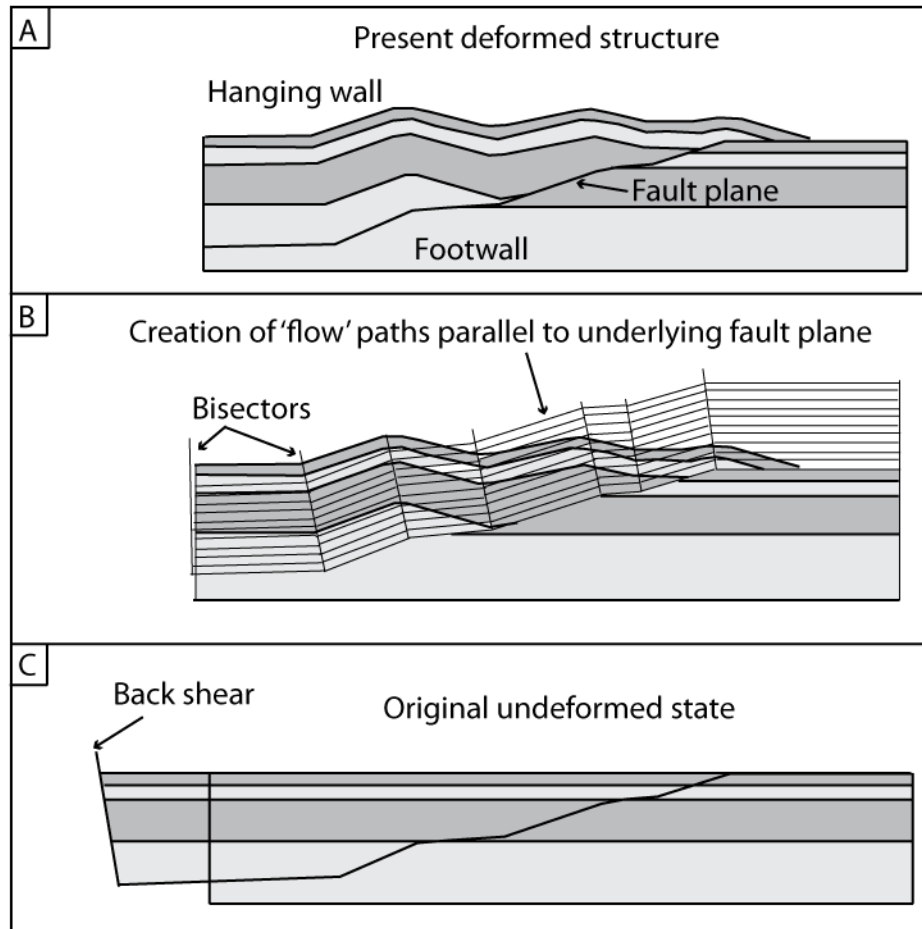 A
Present deformed structure
Hanging wall
Fault plane
Footwall
B
Creation of 'flow' paths parallel to underlying fault plane
Bisectors
C
Back shear
Original undeformed state